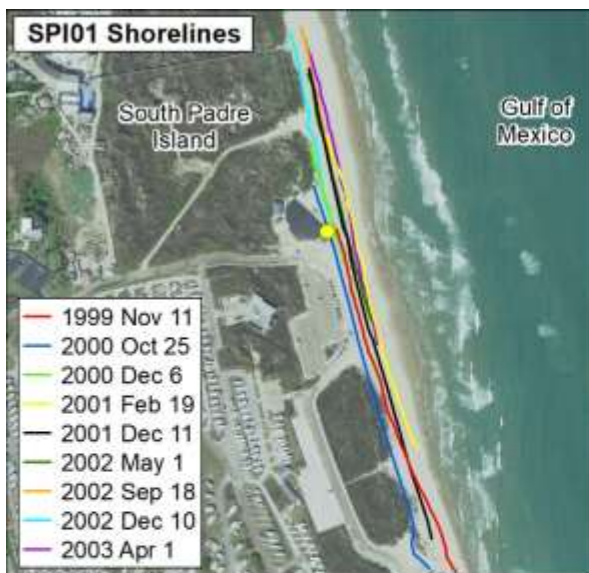 SPI01 Shorelines
South Padre
Island
Gulf of
Mexico
1999 Nov 11
2000 Oct 25
2000 Dec 6
2001 Feb 19
2001 Dec 11
2002 May 1
2002 Sep 18
2002 Dec 10
2003 Apr 1